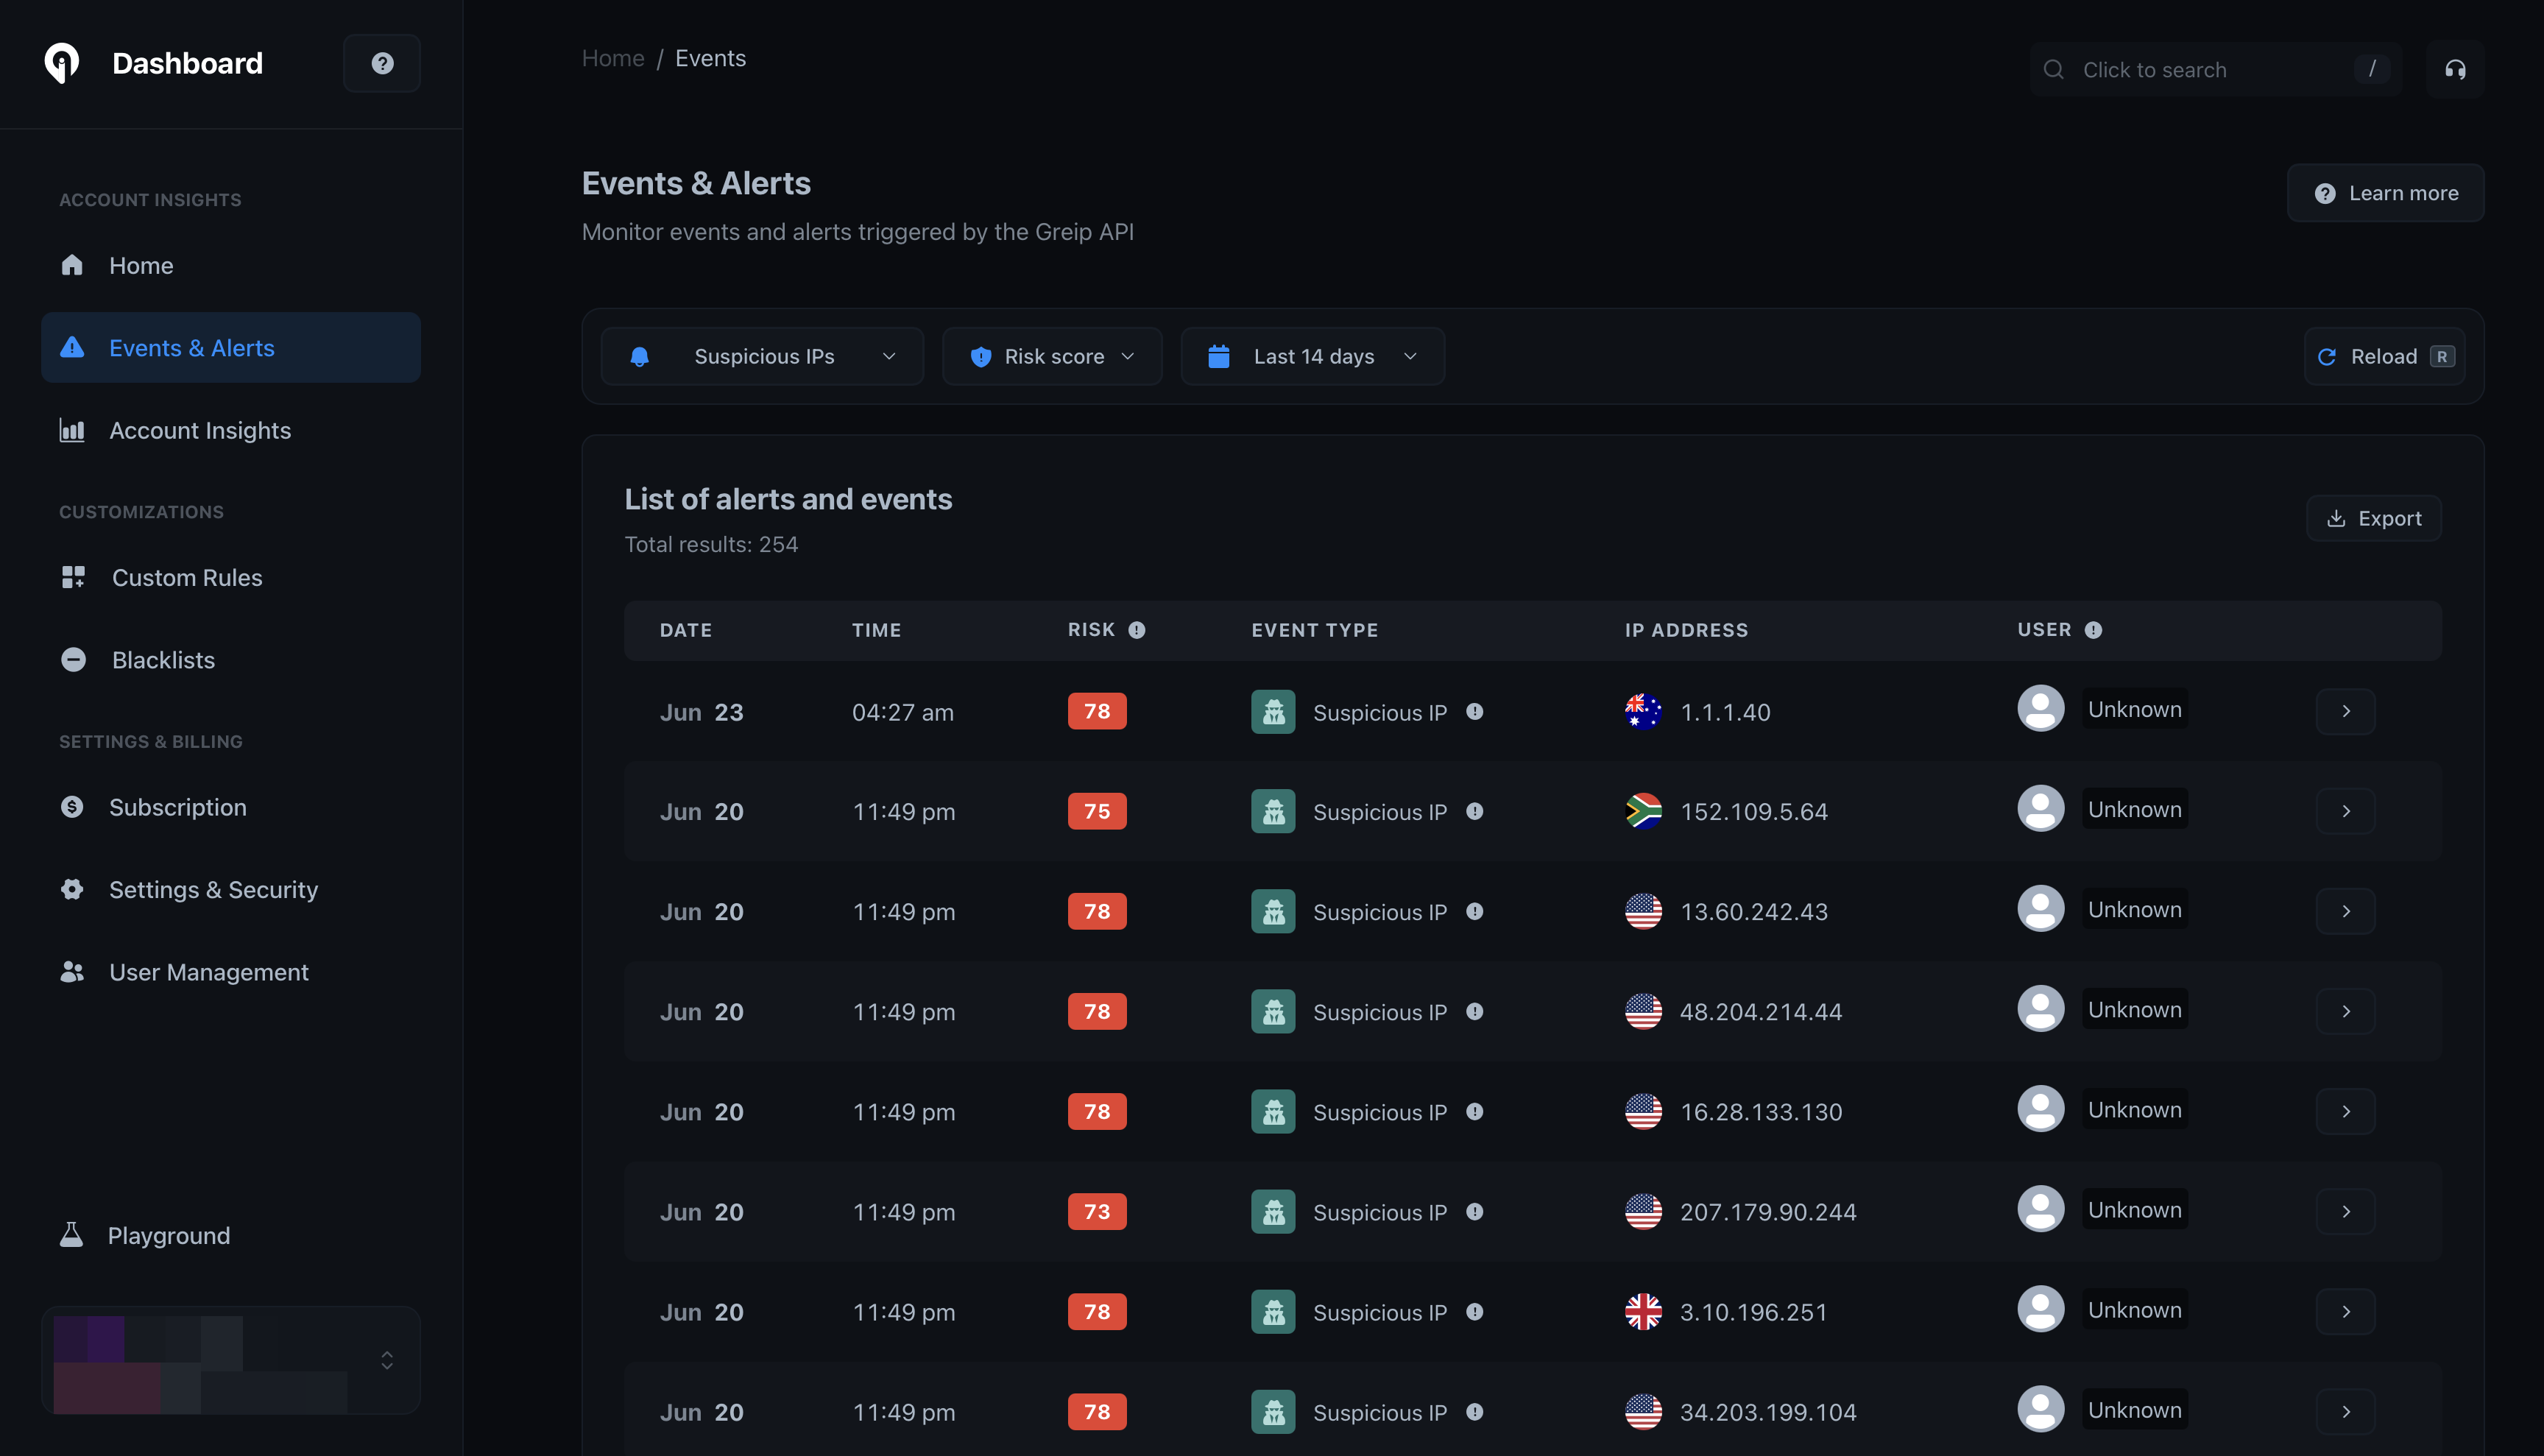 Dashboard
ACCOUNT INSIGHTS
Home
Events & Alerts
Account Insights
CUSTOMIZATIONS
Custom Rules
Blacklists
SETTINGS & BILLING
Subscription
Settings & Security
User Management
Playground
Home / Events
Click to search /
Events & Alerts
Monitor events and alerts triggered by the Greip API
Learn more
Suspicious IPs Risk score Last 14 days Reload R
List of alerts and events
Total results: 254
Export
DATE TIME RISK EVENT TYPE IP ADDRESS USER
Jun 23 04:27 am 78 Suspicious IP 1.1.1.40 Unknown
Jun 20 11:49 pm 75 Suspicious IP 152.109.5.64 Unknown
Jun 20 11:49 pm 78 Suspicious IP 13.60.242.43 Unknown
Jun 20 11:49 pm 78 Suspicious IP 48.204.214.44 Unknown
Jun 20 11:49 pm 78 Suspicious IP 16.28.133.130 Unknown
Jun 20 11:49 pm 73 Suspicious IP 207.179.90.244 Unknown
Jun 20 11:49 pm 78 Suspicious IP 3.10.196.251 Unknown
Jun 20 11:49 pm 78 Suspicious IP 34.203.199.104 Unknown